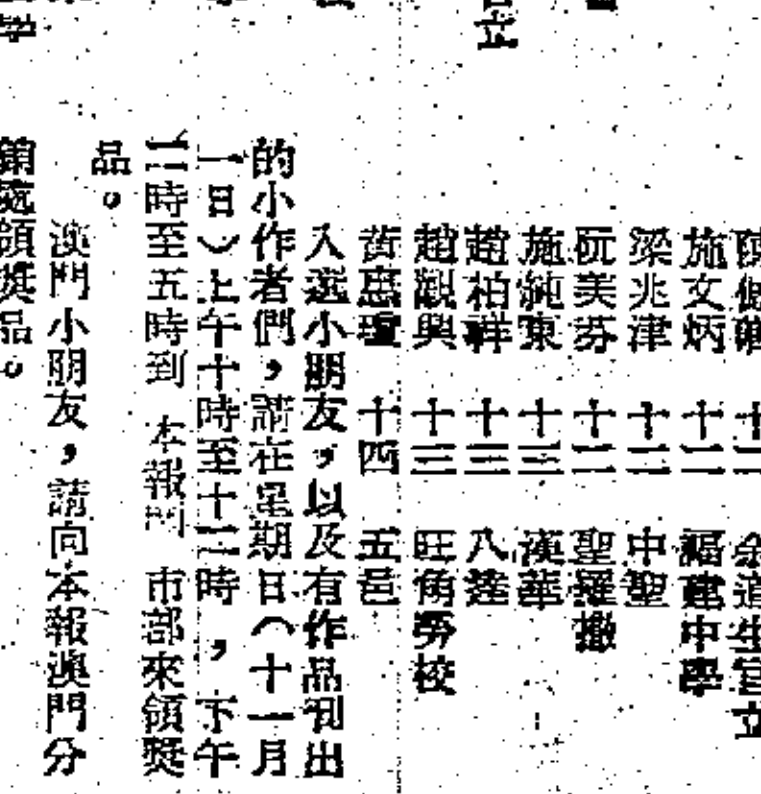 十二 余道生官立
施文炳 十二 福建中學
梁兆津 十二 中聖
阮美芬 十二 聖羅撒
施純東 十三 漢華
趙柏祥 十三 八達
趙觀興 十三 旺角勞校
黃惠瓊 十四 五邑
入選小朋友,以及有作品刊出
的小作者們,請在星期日(十一月
一日)上午十時至十二時,下午
二時至五時到 本報門 市部來領獎
品。
澳門小朋友,請向本報澳門分
銷處領獎品。